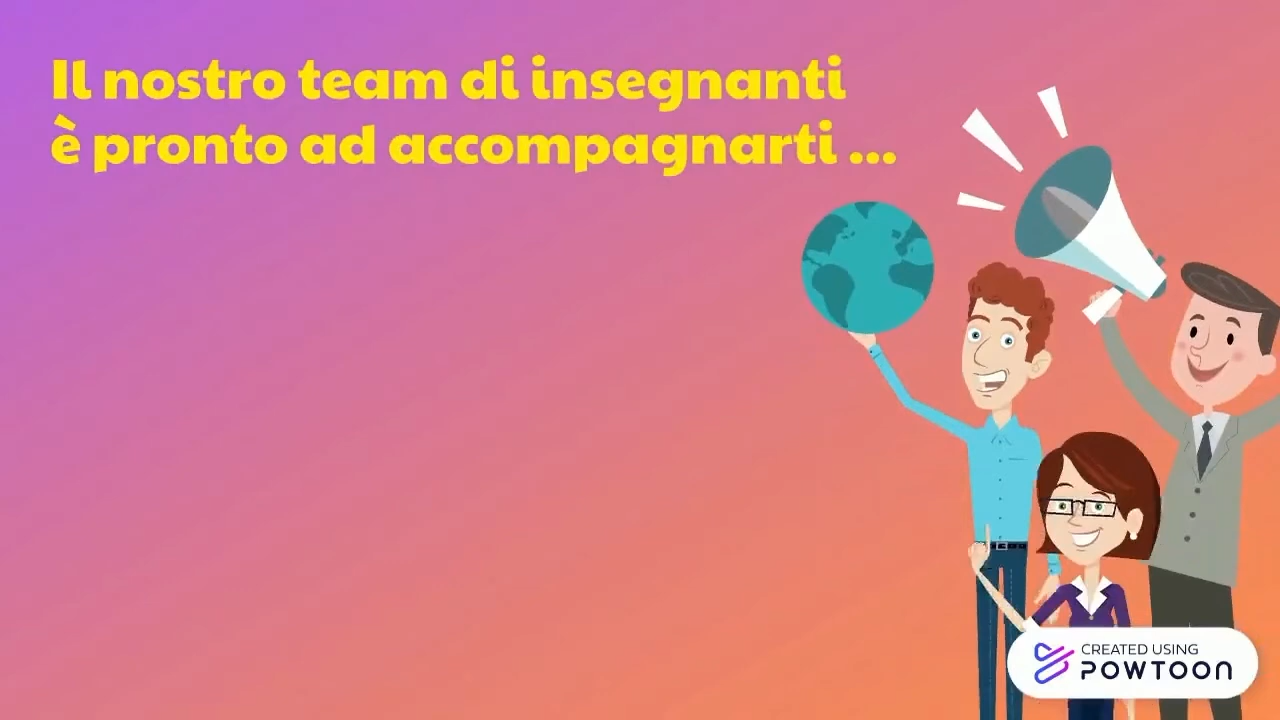 Il nostro team di insegnanti
è pronto ad accompagnarti ...
CREATED USING
POWTOON